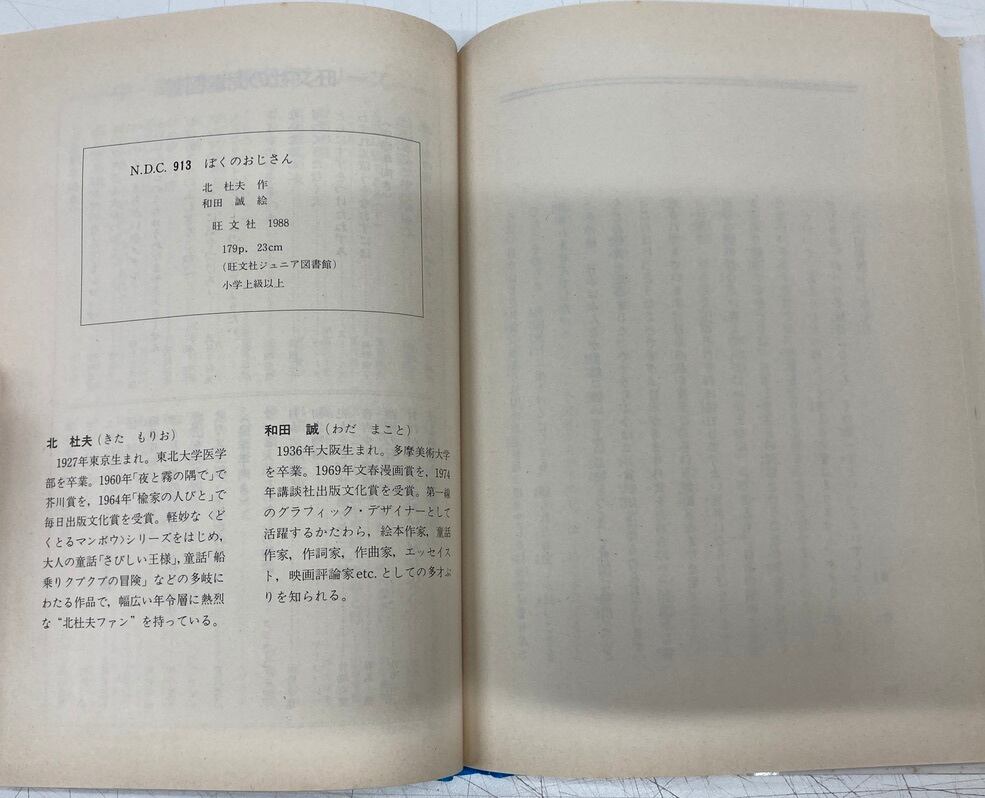 N.D.C. 913 ぼくのおじさん
北 杜夫 作
和田 誠 絵
旺文社 1988
179p. 23cm
(旺文社ジュニア図書館)
小学上級以上
北 杜夫(きた もりお)
1927年東京生まれ。東北大学医学
部を卒業。1960年「夜と霧の隅で」で
芥川賞を，1964年「楡家の人びと」で
毎日出版文化賞を受賞。軽妙な〈ど
くとるマンボウ〉シリーズをはじめ，
大人の童話「さびしい王様」，童話「船
乗りクプクプの冒険」などの多岐に
わたる作品で，幅広い年令層に熱烈
な“北杜夫ファン”を持っている。
和田 誠(わだ まこと)
1936年大阪生まれ。多摩美術大学
を卒業。1969年文春漫画賞を，1974
年講談社出版文化賞を受賞。第一線
のグラフィック・デザイナーとして
活躍するかたわら，絵本作家，童話
作家，作詞家，作曲家，エッセイス
ト，映画評論家etc.としての多才ぶ
りを知られる。